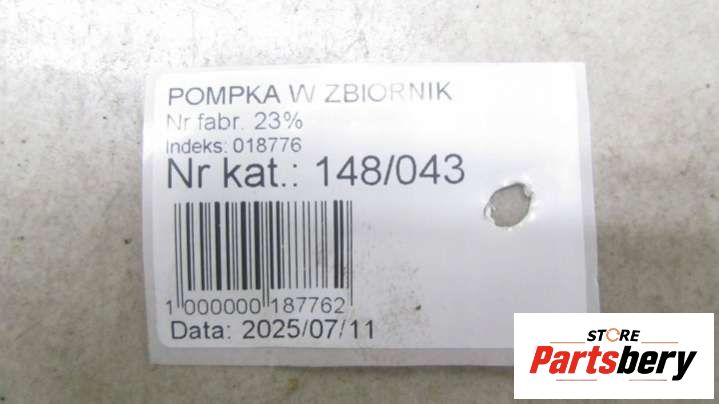 POMPKA W ZBIORNIK
Nr fabr. 23%
Indeks: 018776
Nr kat.: 148/043
1 000000 187762
Data: 2025/07/11
STORE
Partsbery